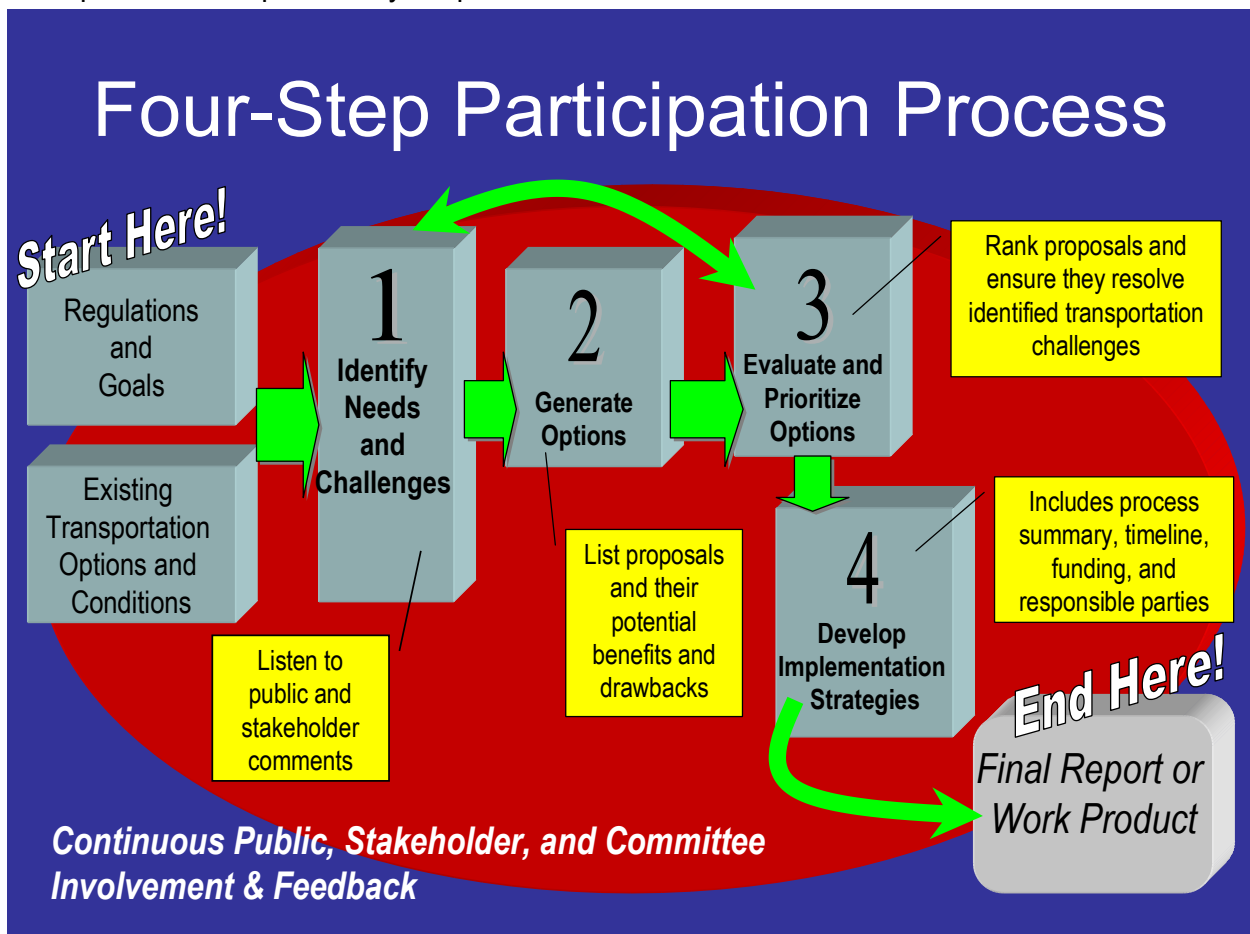 Four-Step Participation Process
Start Here!
Regulations
and
Goals
Existing
Transportation
Options and
Conditions
1
Identify
Needs
and
Challenges
Listen to
public and
stakeholder
comments
2
Generate
Options
List proposals
and their
potential
benefits and
drawbacks
3
Evaluate and
Prioritize
Options
Rank proposals and
ensure they resolve
identified transportation
challenges
4
Develop
Implementation
Strategies
Includes process
summary, timeline,
funding, and
responsible parties
End Here!
Final Report or
Work Product
Continuous Public, Stakeholder, and Committee
Involvement & Feedback